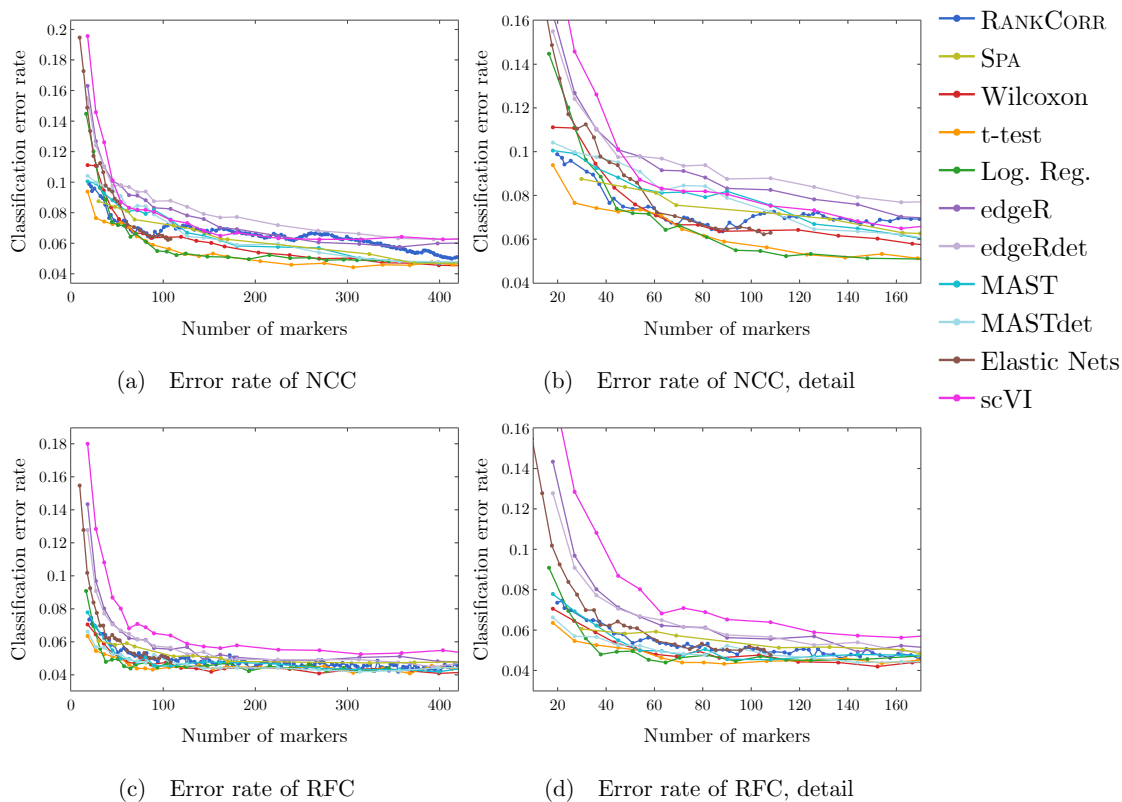 0.2
0.18
0.16
0.14
0.12
0.1
0.08
0.06
0.04
0
100
200
300
400
Classification error rate
Number of markers
(a) Error rate of NCC
0.16
0.14
0.12
0.1
0.08
0.06
0.04
20
40
60
80
100
120
140
160
Classification error rate
Number of markers
(b) Error rate of NCC, detail
RANKCORR
SPA
Wilcoxon
t-test
Log. Reg.
edgeR
edgeRdet
MAST
MASTdet
Elastic Nets
scVI
0.18
0.16
0.14
0.12
0.1
0.08
0.06
0.04
0
100
200
300
400
Classification error rate
Number of markers
(c) Error rate of RFC
0.16
0.14
0.12
0.1
0.08
0.06
0.04
20
40
60
80
100
120
140
160
Classification error rate
Number of markers
(d) Error rate of RFC, detail